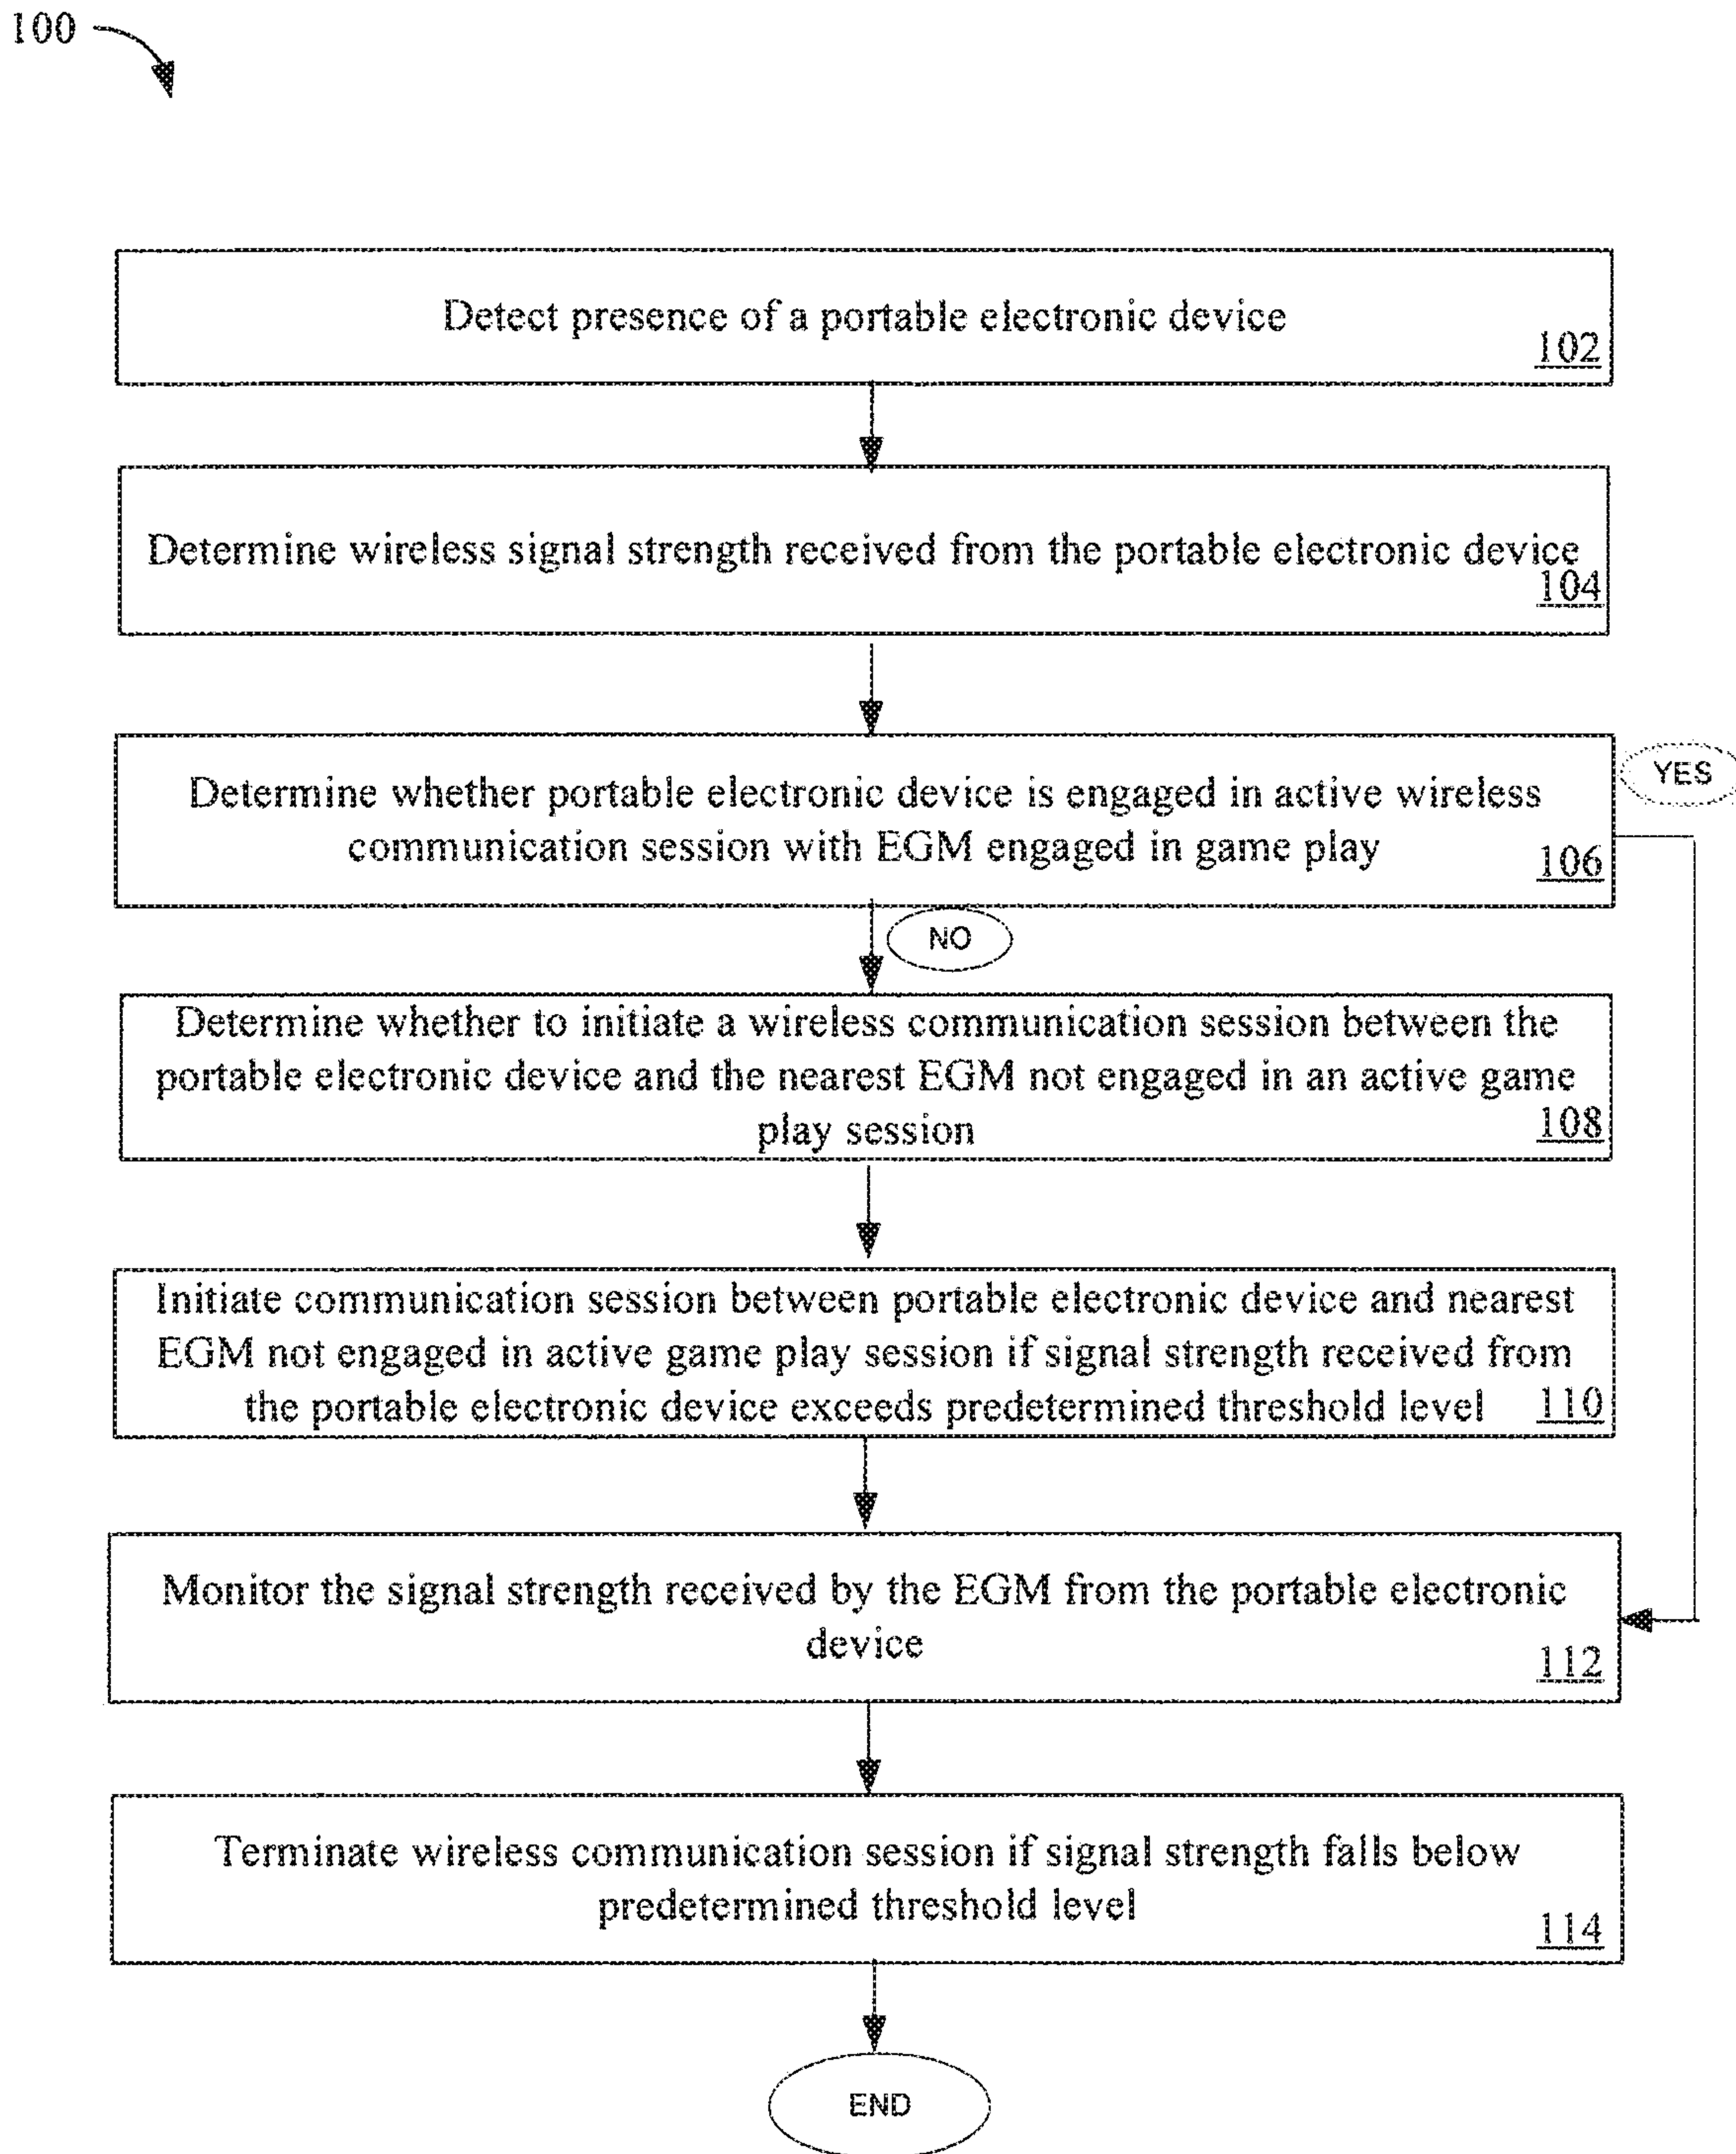 100
Detect presence of a portable electronic device
102
Determine wireless signal strength received from the portable electronic device
104
Determine whether portable electronic device is engaged in active wireless
communication session with EGM engaged in game play
106
YES
NO
Determine whether to initiate a wireless communication session between the
portable electronic device and the nearest EGM not engaged in an active game
play session
108
Initiate communication session between portable electronic device and nearest
EGM not engaged in active game play session if signal strength received from
the portable electronic device exceeds predetermined threshold level
110
Monitor the signal strength received by the EGM from the portable electronic
device
112
Terminate wireless communication session if signal strength falls below
predetermined threshold level
114
END